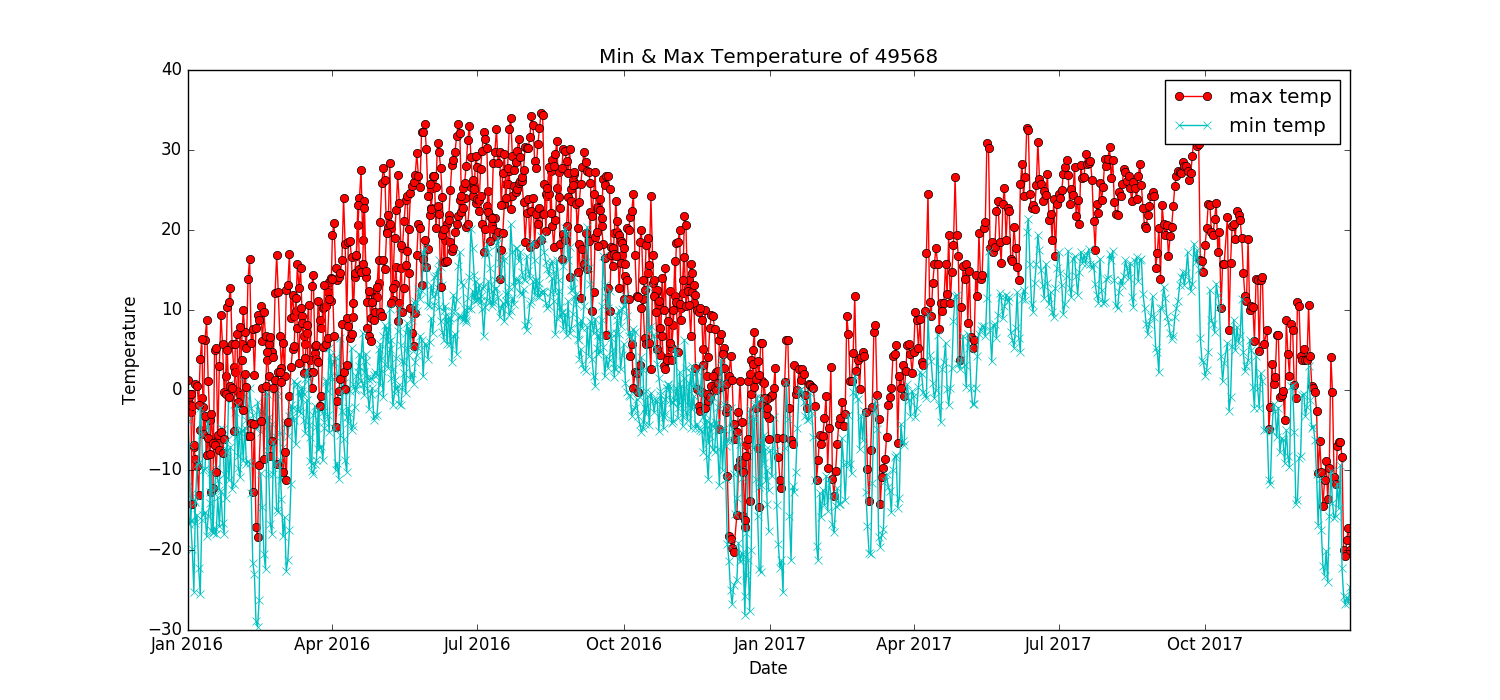 Min & Max Temperature of 49568
40
30
20
10
0
−10
−20
−30
Temperature
max temp
min temp
Jan 2016
Apr 2016
Jul 2016
Oct 2016
Jan 2017
Apr 2017
Jul 2017
Oct 2017
Date